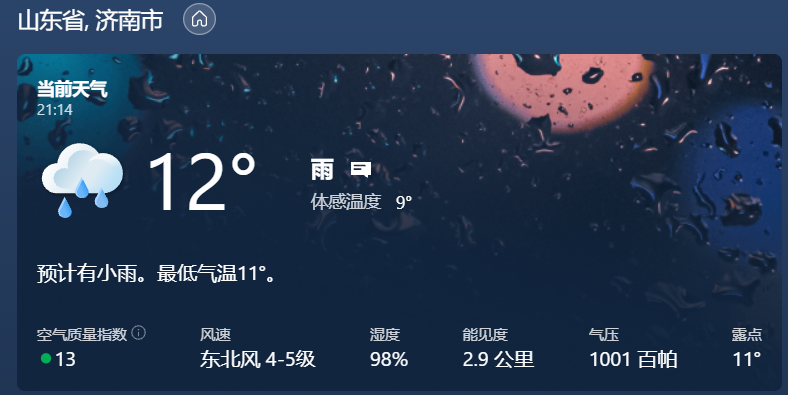 山东省, 济南市
当前天气
21:14
12°
雨
体感温度 9°
预计有小雨。最低气温11°。
空气质量指数 风速 湿度 能见度 气压 露点
13 东北风 4-5级 98% 2.9 公里 1001 百帕 11°